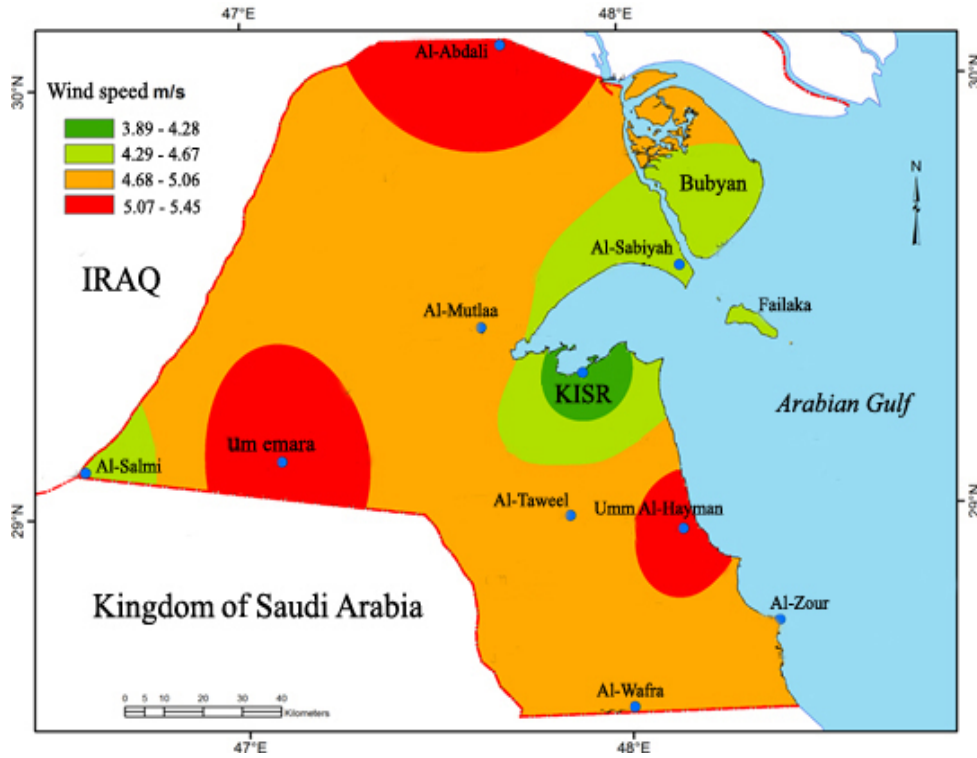 47°E 48°E
Al-Abdali
30°N
30°N
Wind speed m/s
3.89 - 4.28
4.29 - 4.67
4.68 - 5.06
5.07 - 5.45
N
Bubyan
Al-Sabiyah
IRAQ
Failaka
Al-Mutlaa
KISR
Arabian Gulf
um emara
Al-Salmi
Al-Taweel
Umm Al-Hayman
29°N
29°N
Kingdom of Saudi Arabia
Al-Zour
Al-Wafra
0 5 10 20 30 40
Kilometers
47°E 48°E